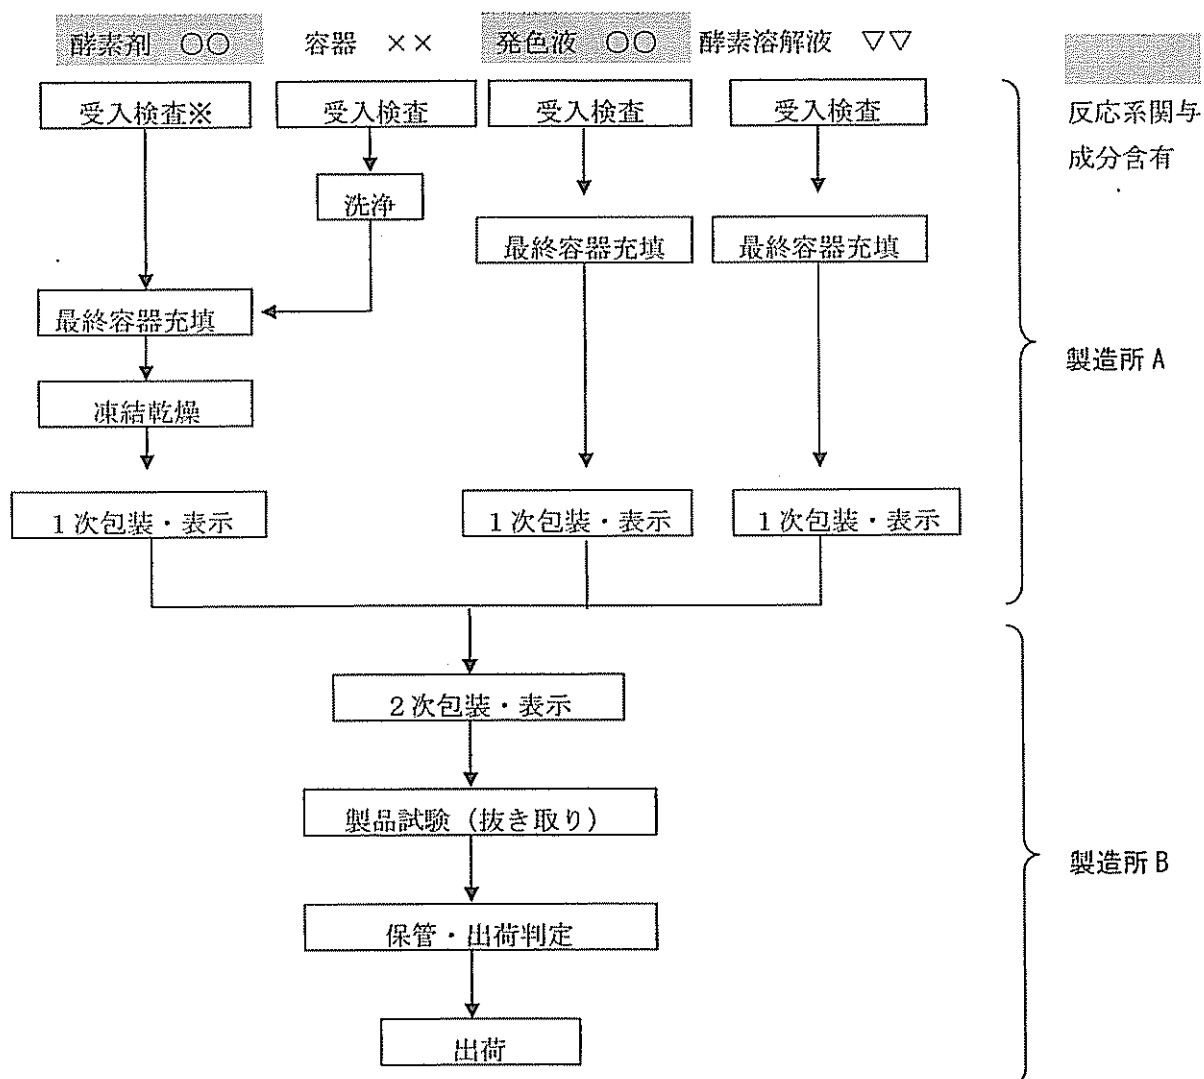 酵素剤 ○○ 容器 ×× 発色液 ○○ 酵素溶解液 ▽▽
受入検査※ 受入検査 受入検査 受入検査
反応系関与
成分含有
洗浄
最終容器充填 最終容器充填
最終容器充填
製造所 A
凍結乾燥
1次包装・表示 1次包装・表示 1次包装・表示
2次包装・表示
製品試験（抜き取り）
製造所 B
保管・出荷判定
出荷